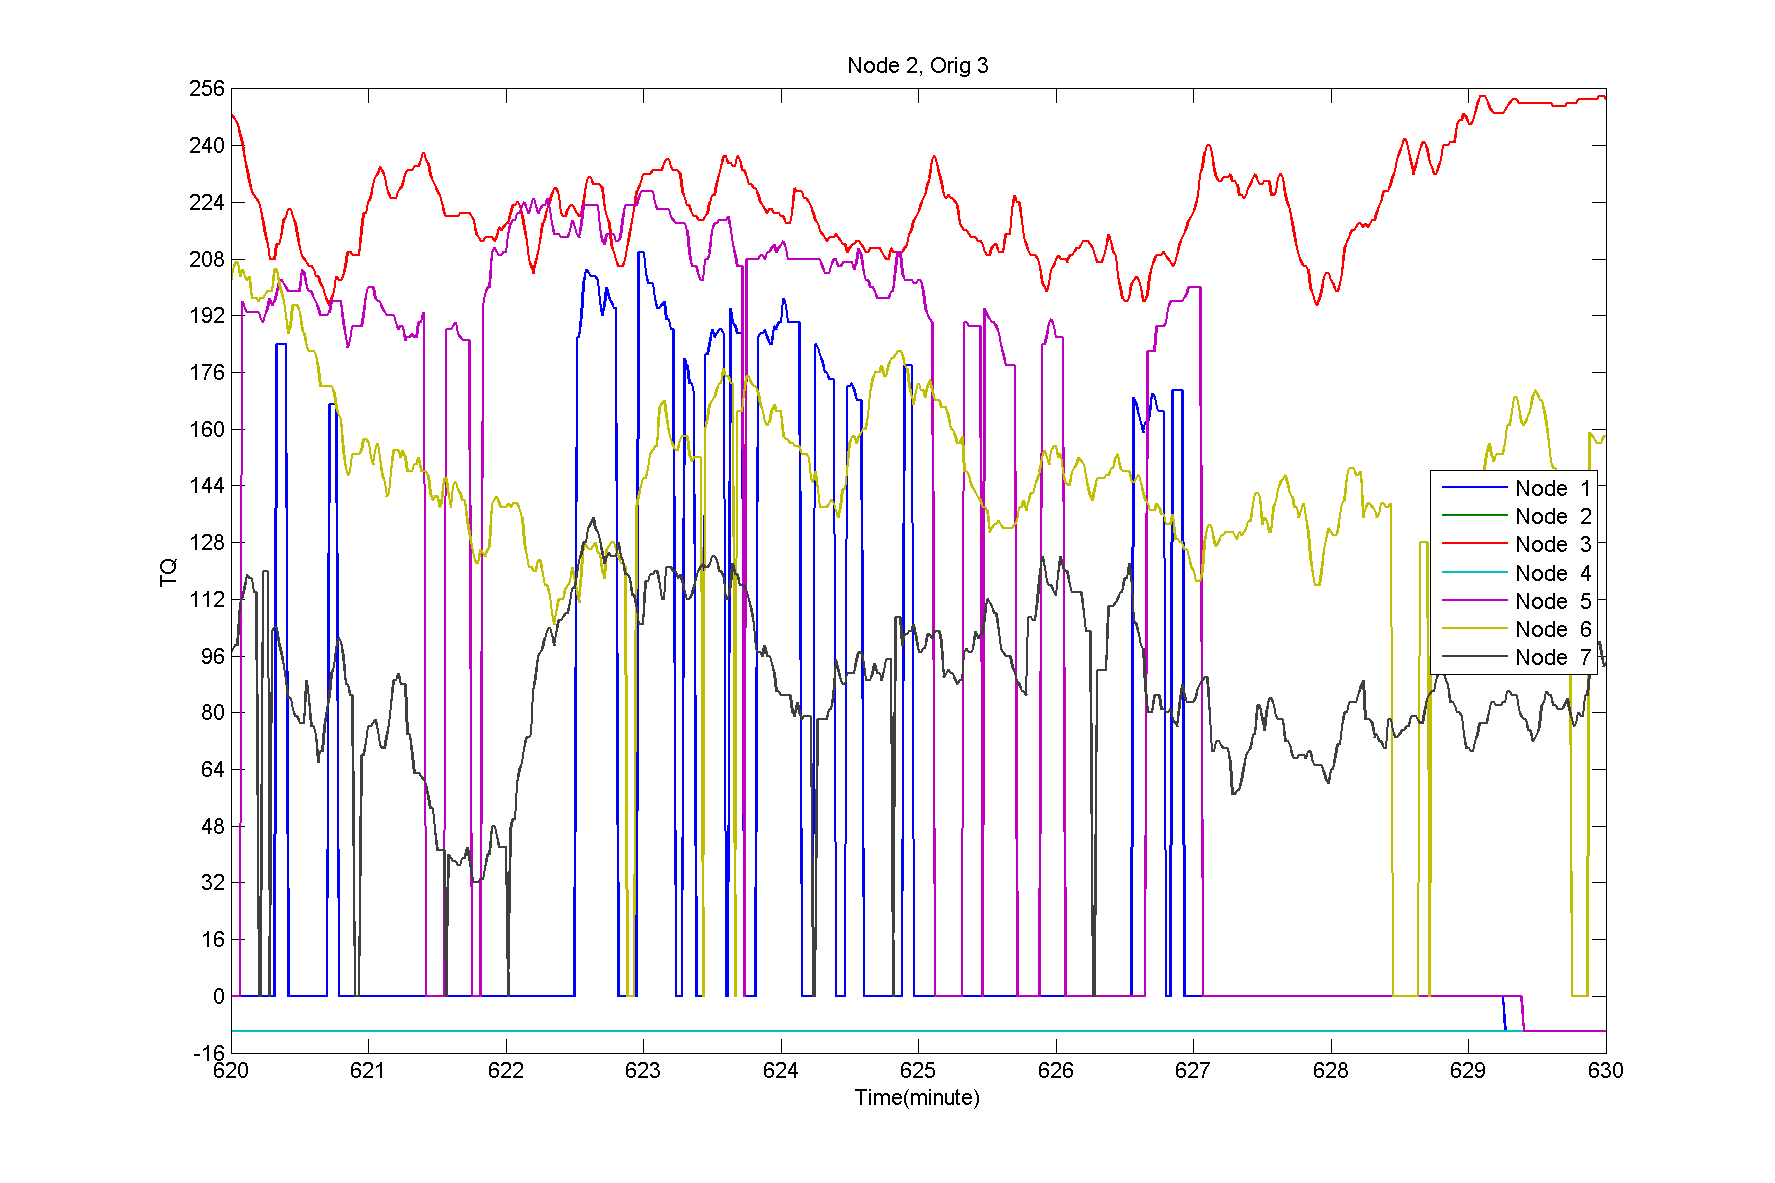 Node 2, Orig 3
256
240
224
208
192
176
160
144
128
112
96
80
64
48
32
16
0
-16
TQ
Node 1
Node 2
Node 3
Node 4
Node 5
Node 6
Node 7
620 621 622 623 624 625 626 627 628 629 630
Time(minute)